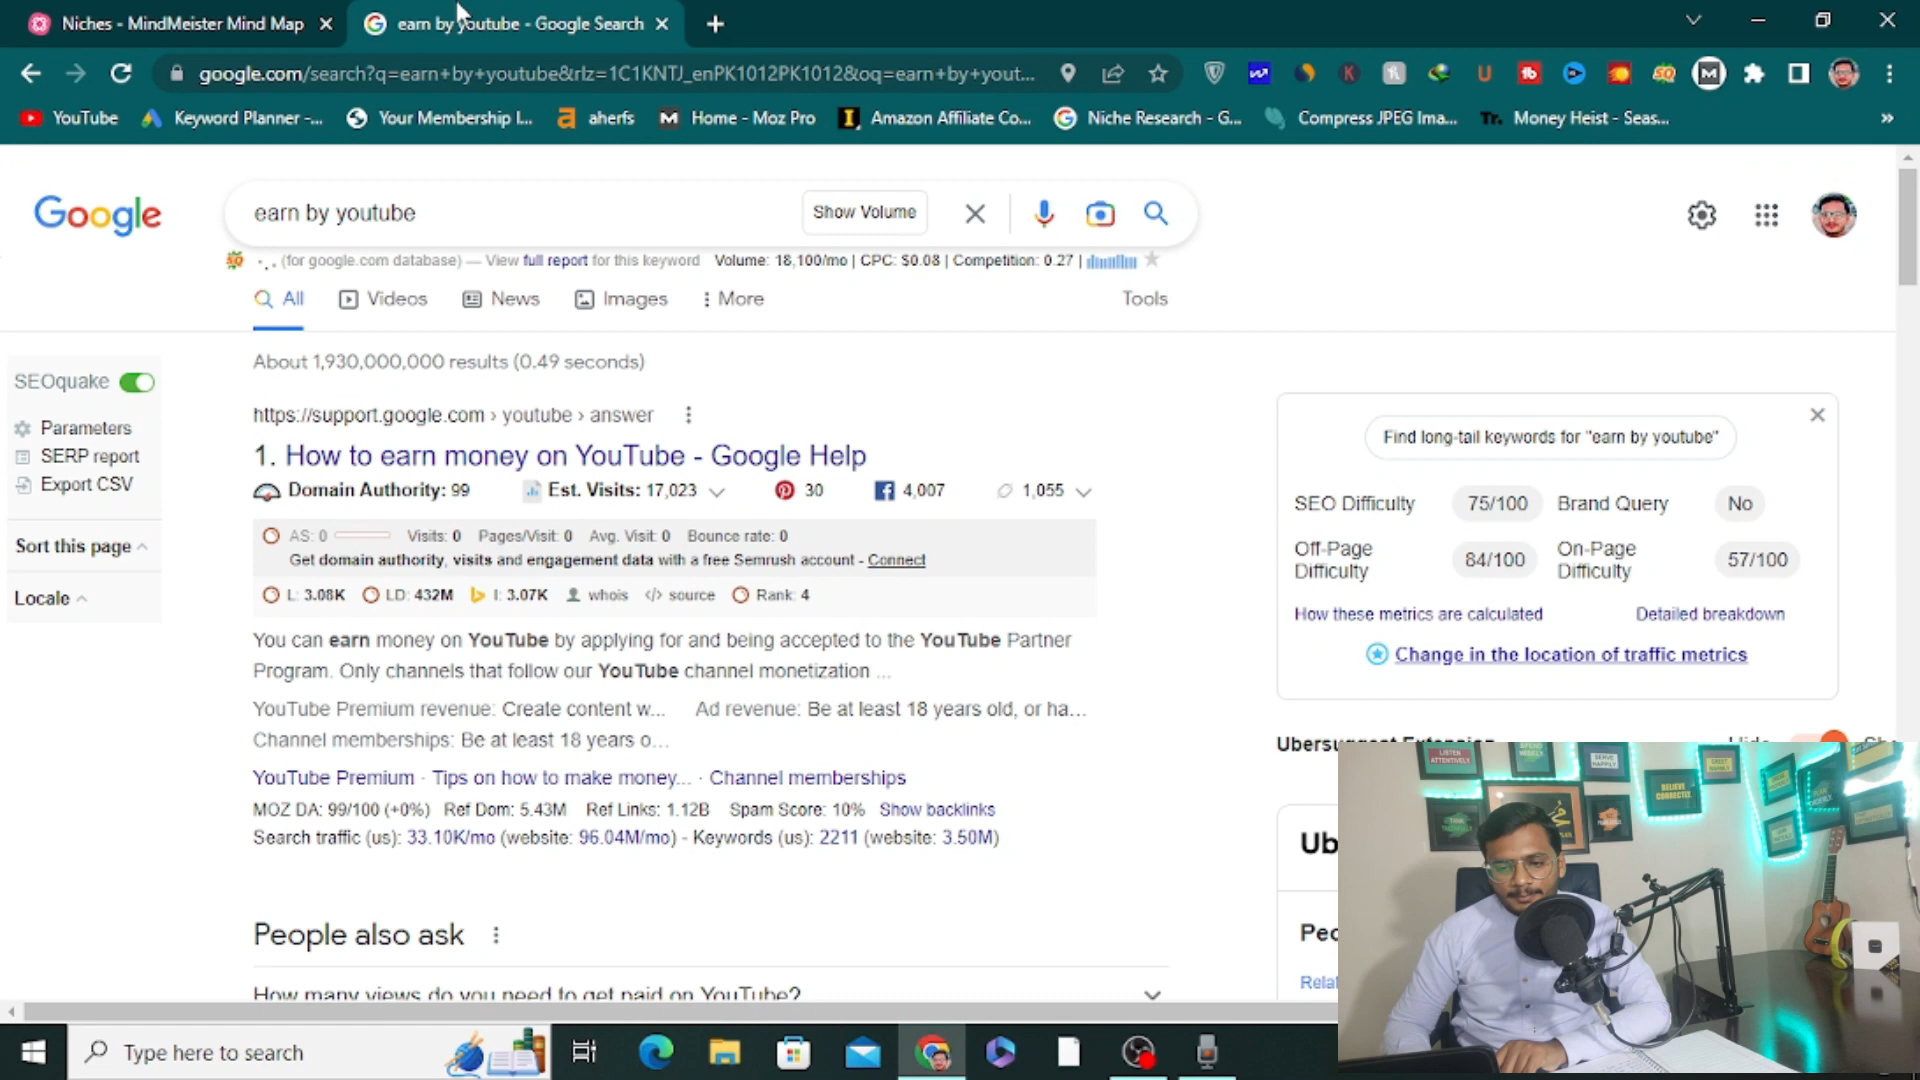 Niches - MindMeister Mind Map
earn by youtube - Google Search
google.com/search?q=earn+by+youtube&rlz=1C1KNTJ_enPK1012PK1012&oq=earn+by+yout...
YouTube
Keyword Planner -...
Your Membership I...
aherfs
Home - Moz Pro
Amazon Affiliate Co...
Niche Research - G...
Compress JPEG Ima...
Money Heist - Seas...
Google
earn by youtube
Show Volume
(for google.com database) — View full report for this keyword
Volume: 18,100/mo | CPC: $0.08 | Competition: 0.27 |
All
Videos
News
Images
More
Tools
About 1,930,000,000 results (0.49 seconds)
SEOquake
Parameters
SERP report
Export CSV
Sort this page
Locale
https://support.google.com › youtube › answer
1. How to earn money on YouTube - Google Help
Domain Authority: 99
Est. Visits: 17,023
30
4,007
1,055
AS: 0
Visits: 0
Pages/Visit: 0
Avg. Visit: 0
Bounce rate: 0
Get domain authority, visits and engagement data with a free Semrush account - Connect
L: 3.08K
LD: 432M
I: 3.07K
whois
</> source
Rank: 4
You can earn money on YouTube by applying for and being accepted to the YouTube Partner
Program. Only channels that follow our YouTube channel monetization ...
YouTube Premium revenue: Create content w...
Ad revenue: Be at least 18 years old, or ha...
Channel memberships: Be at least 18 years o...
YouTube Premium · Tips on how to make money... · Channel memberships
MOZ DA: 99/100 (+0%) Ref Dom: 5.43M Ref Links: 1.12B Spam Score: 10% Show backlinks
Search traffic (us): 33.10K/mo (website: 96.04M/mo) - Keywords (us): 2211 (website: 3.50M)
People also ask
How many views do you need to get paid on YouTube?
Find long-tail keywords for "earn by youtube"
SEO Difficulty
75/100
Brand Query
No
Off-Page
Difficulty
84/100
On-Page
Difficulty
57/100
How these metrics are calculated
Detailed breakdown
Change in the location of traffic metrics
Ubersuggest Extension
Hide
Ub
Peo
Relat
LISTEN
ATTENTIVELY
SERVE
HAPPILY
BELIEVE
CORRECTLY
Type here to search